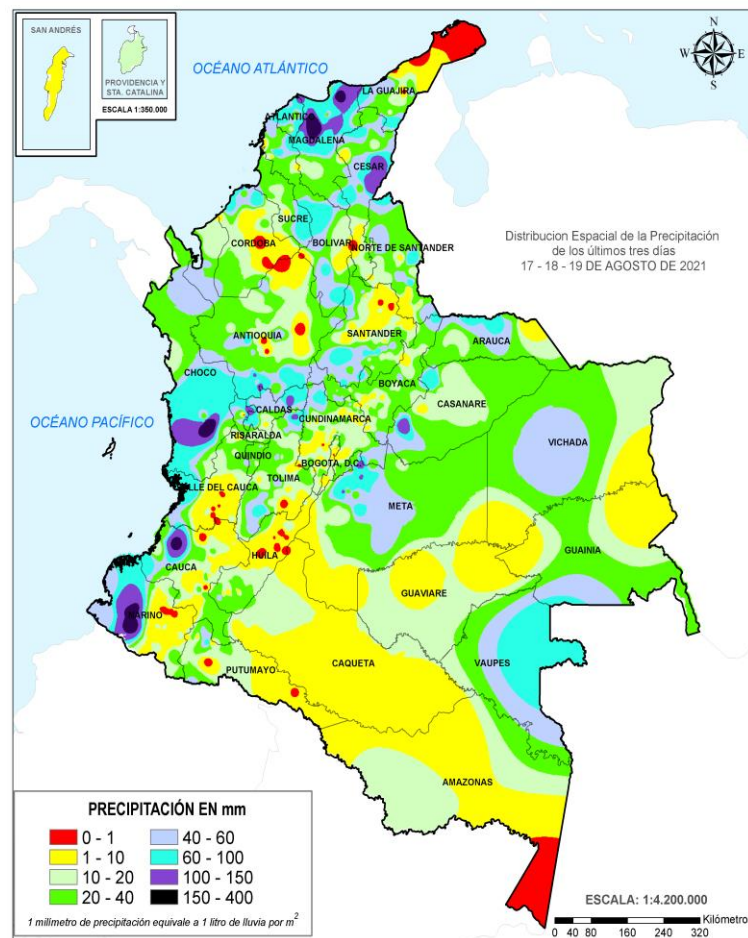 SAN ANDRÉS
PROVIDENCIA Y
STA. CATALINA
ESCALA 1:350.000
N
W
E
S
OCÉANO ATLÁNTICO
LA GUAJIRA
ATLANTICO
MAGDALENA
CESAR
SUCRE
CORDOBA
BOLIVAR
NORTE DE SANTANDER
Distribucion Espacial de la Precipitación
de los últimos tres días
17 - 18 - 19 DE AGOSTO DE 2021
ANTIOQUIA
SANTANDER
ARAUCA
CHOCO
BOYACA
CASANARE
OCÉANO PACÍFICO
CALDAS
CUNDINAMARCA
RISARALDA
VICHADA
QUINDIO
BOGOTA, D.C.
TOLIMA
VALLE DEL CAUCA
META
GUAINIA
HUILA
CAUCA
GUAVIARE
NARIÑO
VAUPES
CAQUETA
PUTUMAYO
AMAZONAS
PRECIPITACIÓN EN mm
0 - 1
40 - 60
1 - 10
60 - 100
10 - 20
100 - 150
20 - 40
150 - 400
1 milímetro de precipitación equivale a 1 litro de lluvia por m²
ESCALA: 1:4.200.000
Kilómetro
0 40 80 160 240 320